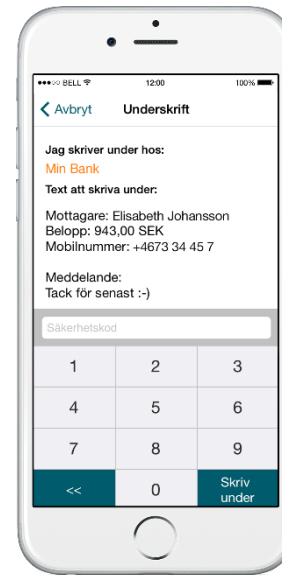 BELL 12:00 100%
Avbryt Underskrift
Jag skriver under hos:
Min Bank
Text att skriva under:
Mottagare: Elisabeth Johansson
Belopp: 943,00 SEK
Mobilnummer: +4673 34 45 7
Meddelande:
Tack för senast :-)
Säkerhetskod
1 2 3
4 5 6
7 8 9
<< 0 Skriv
under